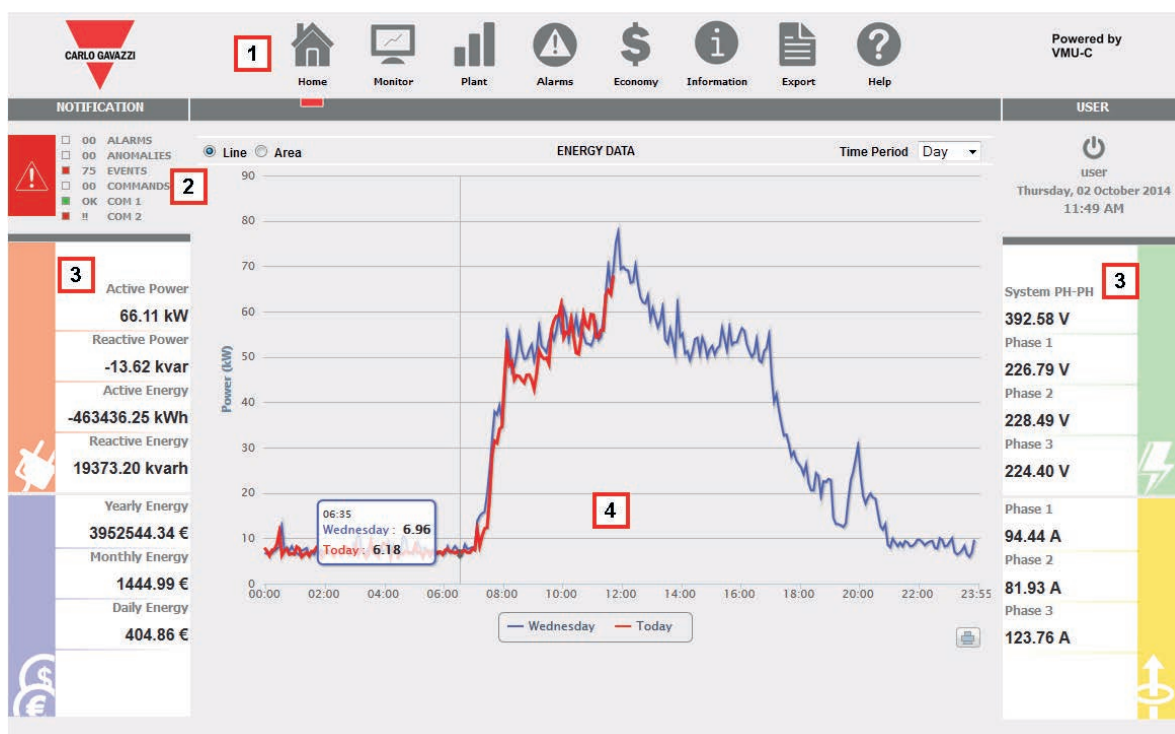 CARLO GAVAZZI
1
Home
Monitor
Plant
Alarms
Economy
Information
Export
Help
Powered by
VMU-C
NOTIFICATION
USER
00 ALARMS
00 ANOMALIES
75 EVENTS
00 COMMANDS
OK COM 1
!! COM 2
2
Line Area
ENERGY DATA
Time Period Day
user
Thursday, 02 October 2014
11:49 AM
3
Active Power
66.11 kW
Reactive Power
-13.62 kvar
Active Energy
-463436.25 kWh
Reactive Energy
19373.20 kvarh
Yearly Energy
3952544.34 €
Monthly Energy
1444.99 €
Daily Energy
404.86 €
$
€
Power (kW)
90
80
70
60
50
40
30
20
10
0
06:35
Wednesday : 6.96
Today : 6.18
4
00:00 02:00 04:00 06:00 08:00 10:00 12:00 14:00 16:00 18:00 20:00 22:00 23:55
Wednesday Today
3
System PH-PH
392.58 V
Phase 1
226.79 V
Phase 2
228.49 V
Phase 3
224.40 V
Phase 1
94.44 A
Phase 2
81.93 A
Phase 3
123.76 A